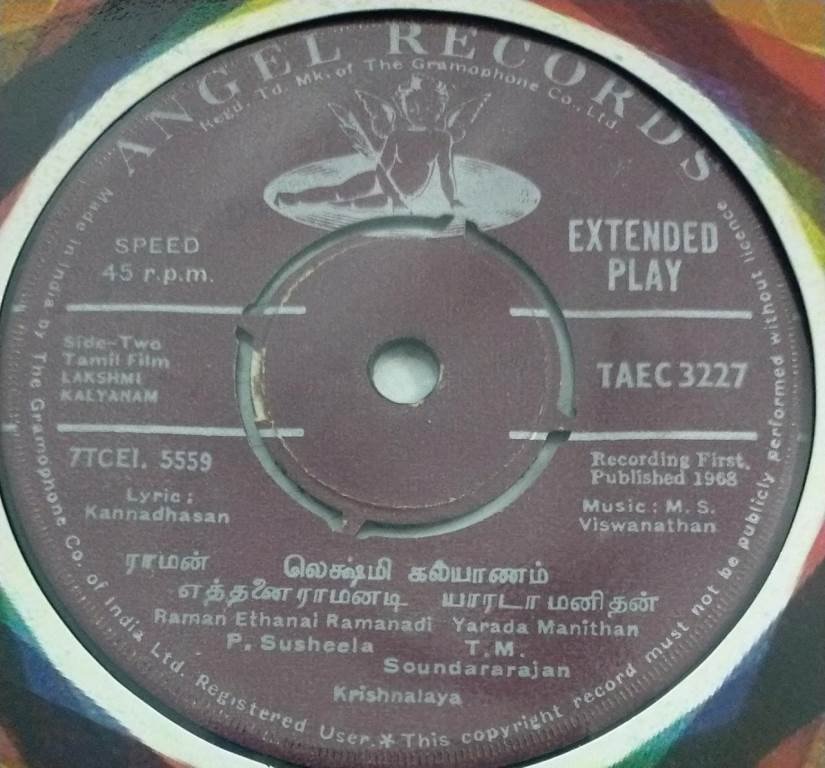 ANGEL RECORDS
Regd. Td. Mk. of The Gramophone Co., Ltd.
SPEED
45 r.p.m.
EXTENDED
PLAY
Side-Two
Tamil Film
LAKSHMI
KALYANAM
TAEC 3227
7TCEI. 5559
Lyric :
Kannadhasan
Recording First
Published 1968
Music : M. S.
Viswanathan
ராமன் லெக்ஷ்மி கல்யாணம்
எத்தனை ராமனடி யாரடா மனிதன்
Raman Ethanai Ramanadi Yarada Manithan
P. Susheela T.M.
Soundararajan
Krishnalaya
Made in India by The Gramophone Co. of India Ltd. Registered User. * This copyright record must not be publicly performed without licence